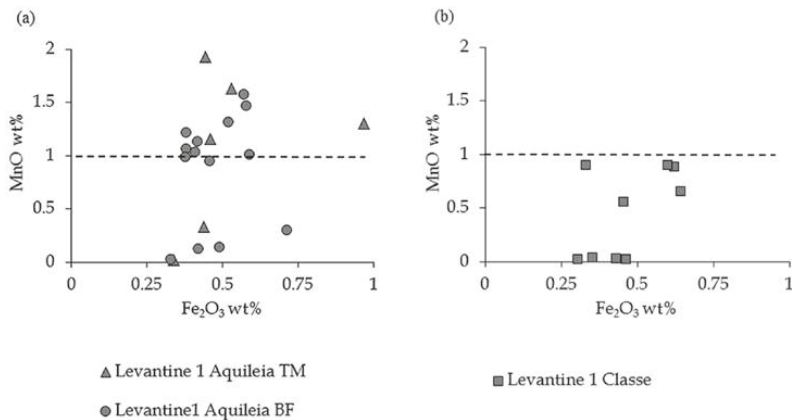 (a)
2
1.5
1
0.5
0
MnO wt%
0
0.25
0.5
0.75
1
Fe₂O₃ wt%
▲ Levantine 1 Aquileia TM
● Levantine1 Aquileia BF
(b)
2
1.5
1
0.5
0
MnO wt%
0
0.25
0.5
0.75
1
Fe₂O₃ wt%
■ Levantine 1 Classe